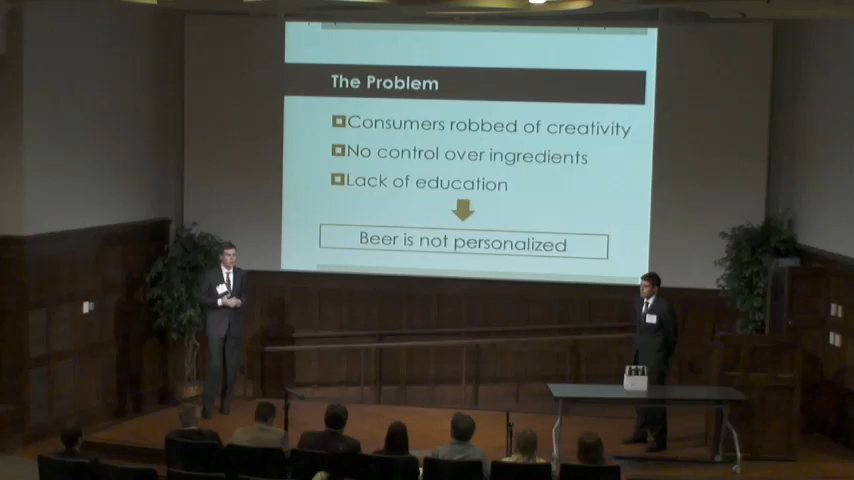 The Problem
Consumers robbed of creativity
No control over ingredients
Lack of education
Beer is not personalized